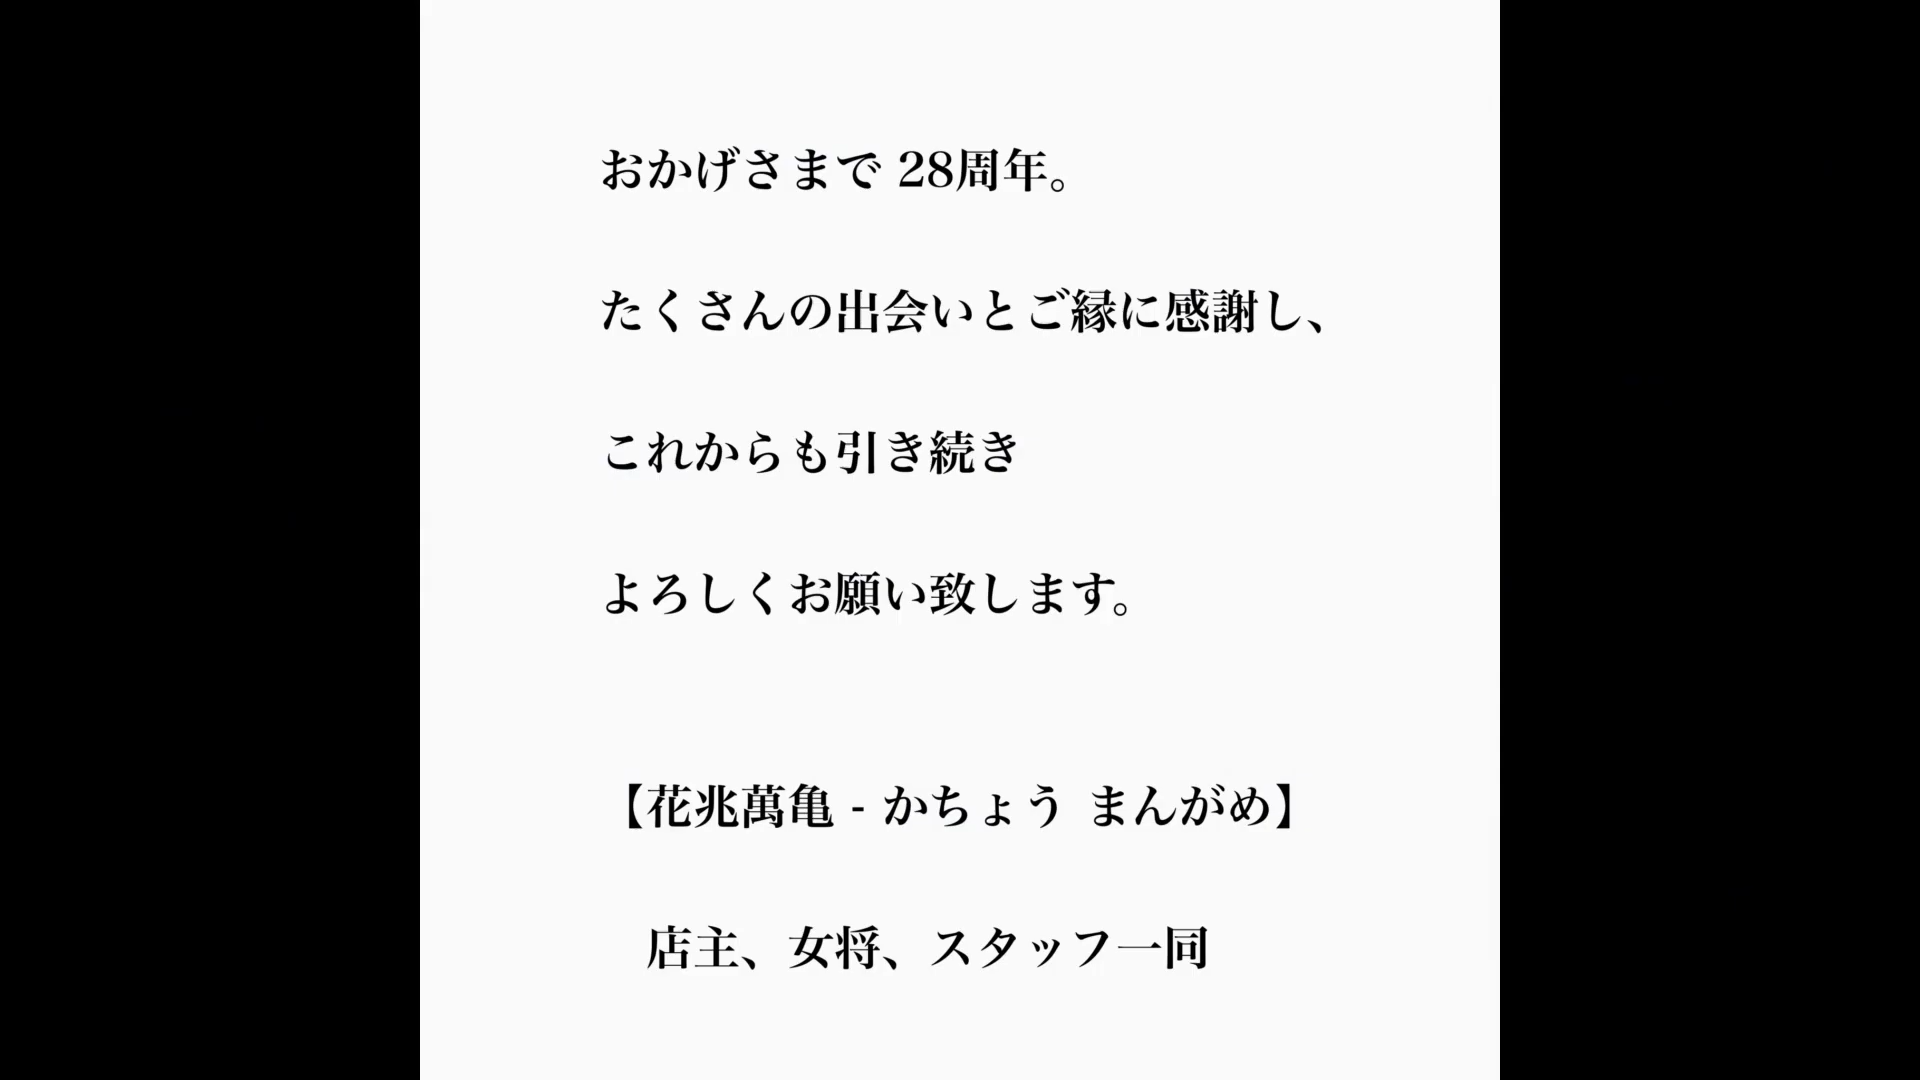 おかげさまで 28周年。
たくさんの出会いとご縁に感謝し、
これからも引き続き
よろしくお願い致します。
【花兆萬亀 - かちょう まんがめ】
店主、女将、スタッフ一同